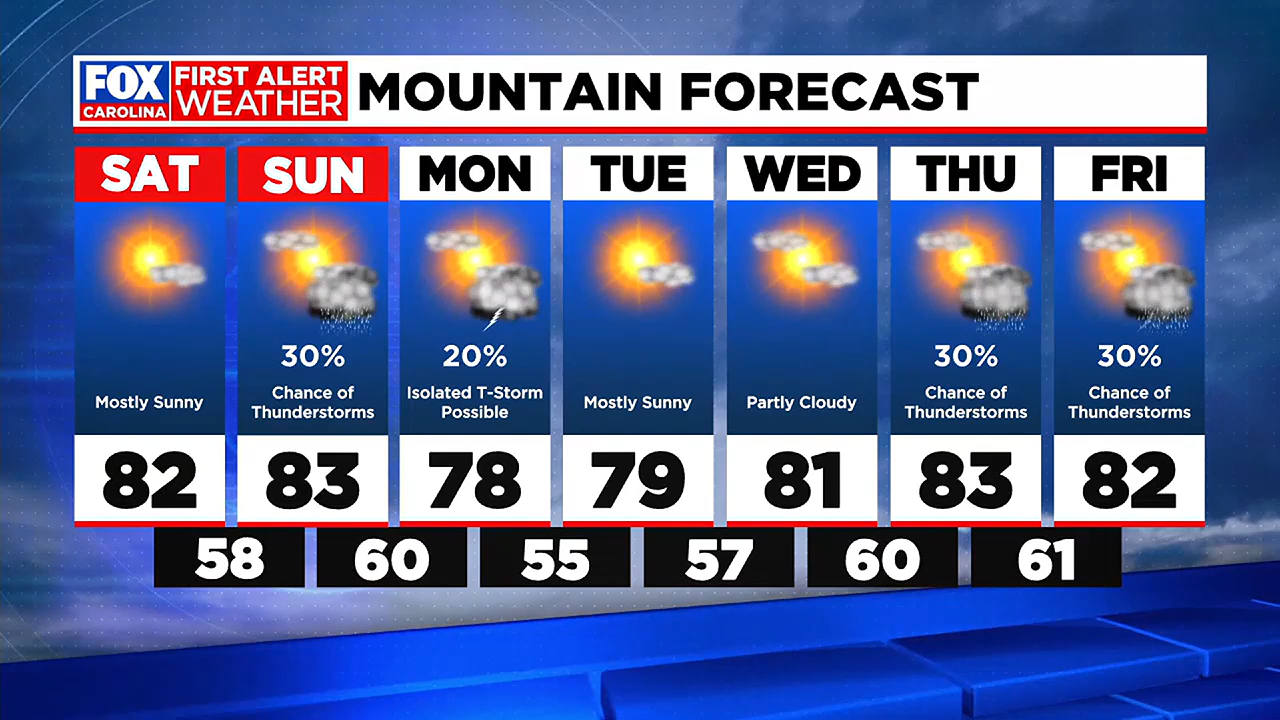 FOX CAROLINA FIRST ALERT WEATHER MOUNTAIN FORECAST
SAT SUN MON TUE WED THU FRI
30% 20% 30% 30%
Mostly Sunny
Chance of
Thunderstorms
Isolated T-Storm
Possible
Mostly Sunny
Partly Cloudy
Chance of
Thunderstorms
Chance of
Thunderstorms
82 83 78 79 81 83 82
58 60 55 57 60 61